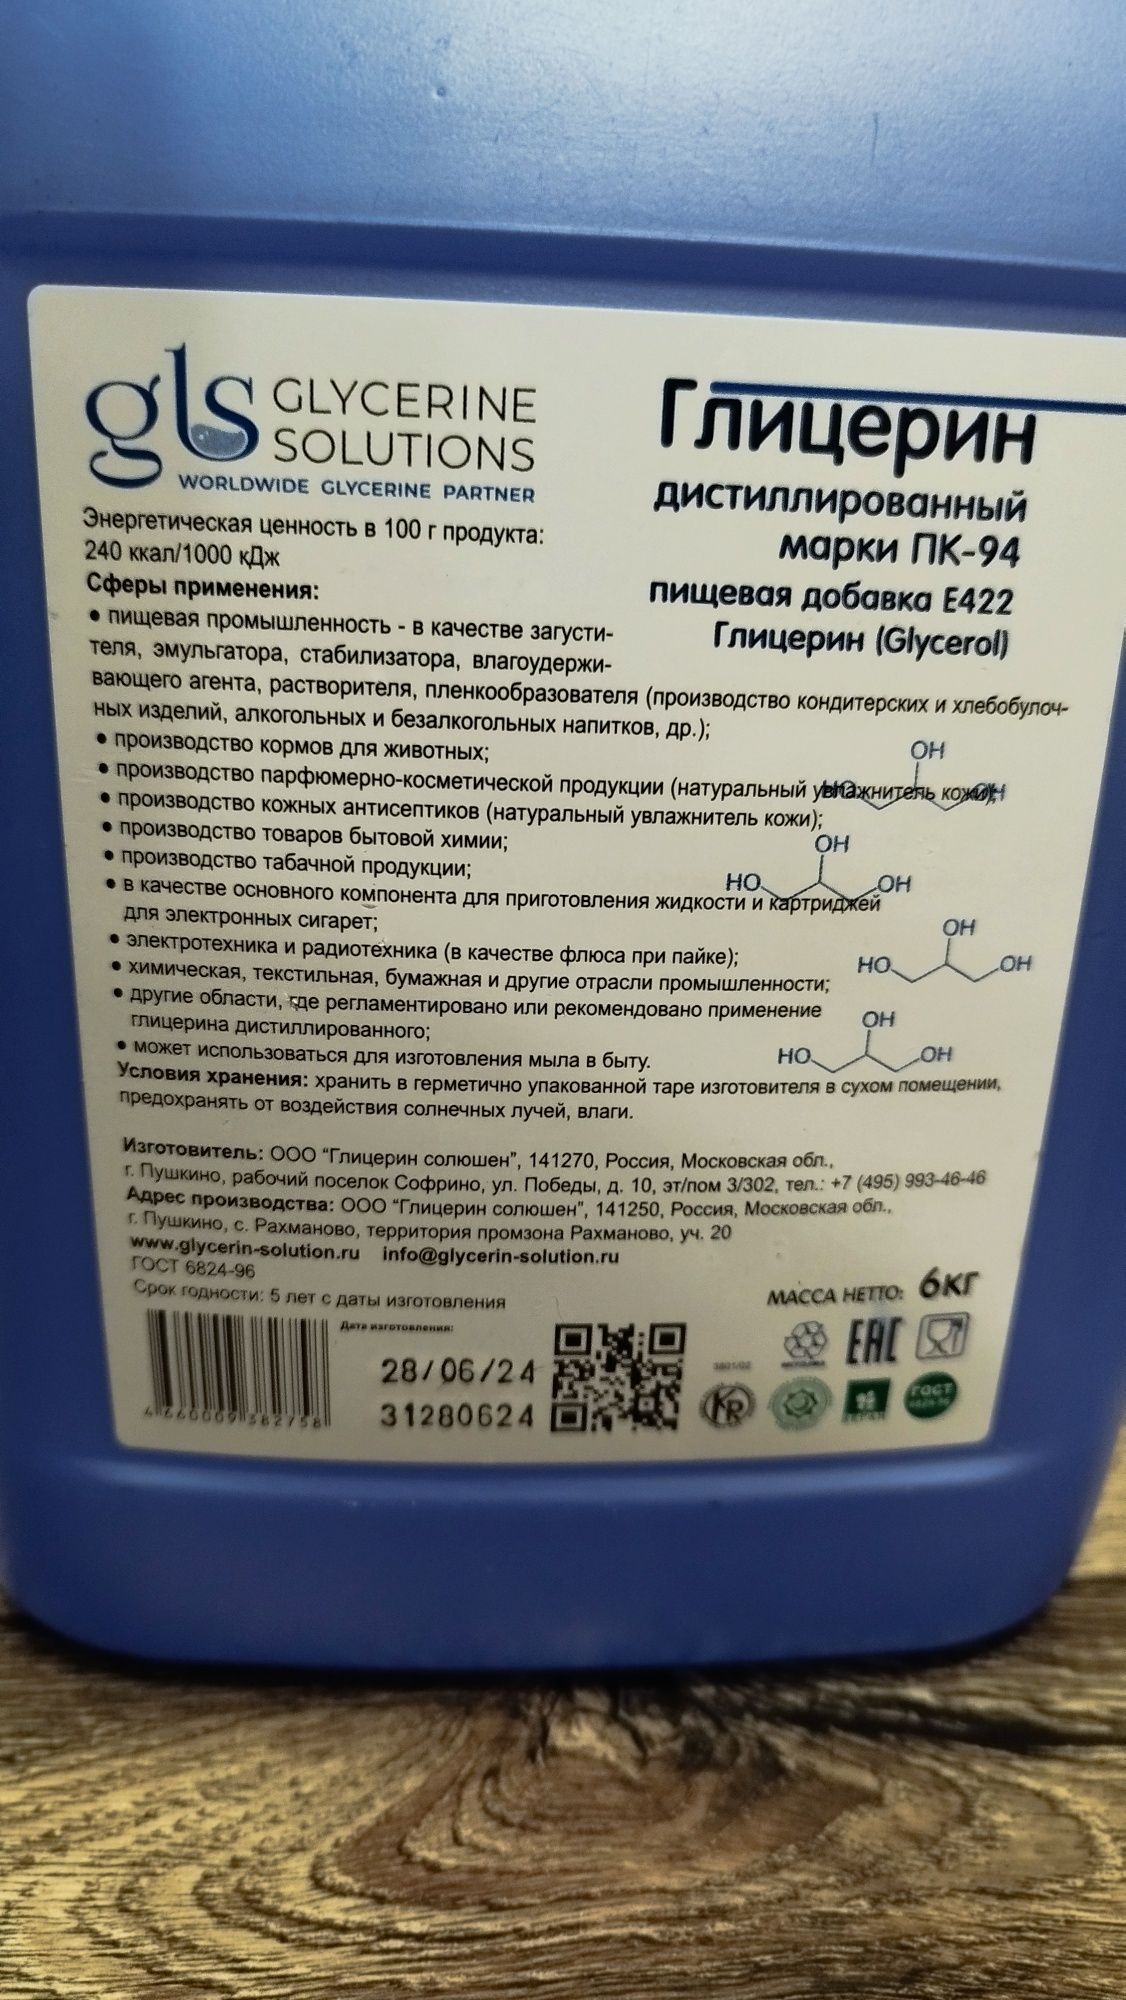 gls GLYCERINE
SOLUTIONS
WORLDWIDE GLYCERINE PARTNER
Глицерин
дистиллированный
марки ПК-94
пищевая добавка Е422
Глицерин (Glycerol)
Энергетическая ценность в 100 г продукта:
240 ккал/1000 кДж
Сферы применения:
• пищевая промышленность - в качестве загусти-
теля, эмульгатора, стабилизатора, влагоудержи-
вающего агента, растворителя, пленкообразователя (производство кондитерских и хлебобулоч-
ных изделий, алкогольных и безалкогольных напитков, др.);
• производство кормов для животных;
• производство парфюмерно-косметической продукции (натуральный увлажнитель кожи);
• производство кожных антисептиков (натуральный увлажнитель кожи);
• производство товаров бытовой химии;
• производство табачной продукции;
• в качестве основного компонента для приготовления жидкости и картриджей
для электронных сигарет;
• электротехника и радиотехника (в качестве флюса при пайке);
• химическая, текстильная, бумажная и другие отрасли промышленности;
• другие области, где регламентировано или рекомендовано применение
глицерина дистиллированного;
• может использоваться для изготовления мыла в быту.
OH
HO OH
OH
HO OH
OH
HO OH
OH
HO OH
Условия хранения: хранить в герметично упакованной таре изготовителя в сухом помещении,
предохранять от воздействия солнечных лучей, влаги.
Изготовитель: ООО "Глицерин солюшен", 141270, Россия, Московская обл.,
г. Пушкино, рабочий поселок Софрино, ул. Победы, д. 10, эт/пом 3/302, тел.: +7 (495) 993-46-46
Адрес производства: ООО "Глицерин солюшен", 141250, Россия, Московская обл.,
г. Пушкино, с. Рахманово, территория промзона Рахманово, уч. 20
www.glycerin-solution.ru info@glycerin-solution.ru
ГОСТ 6824-96
Срок годности: 5 лет с даты изготовления
МАССА НЕТТО: 6КГ
Дата изготовления:
28/06/24
31280624
EAC
ГОСТ